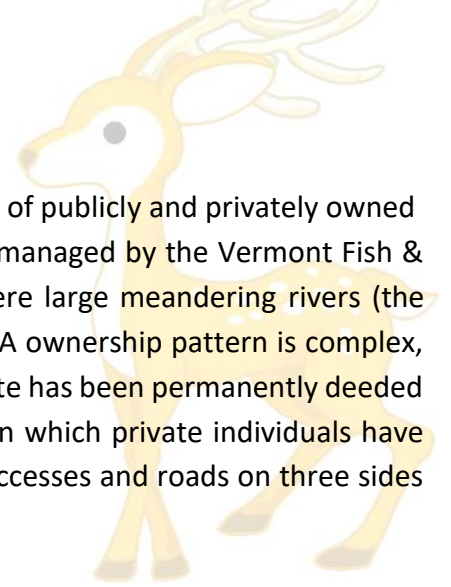 of publicly and privately owned
managed by the Vermont Fish &
ere large meandering rivers (the
A ownership pattern is complex,
te has been permanently deeded
n which private individuals have
ccesses and roads on three sides